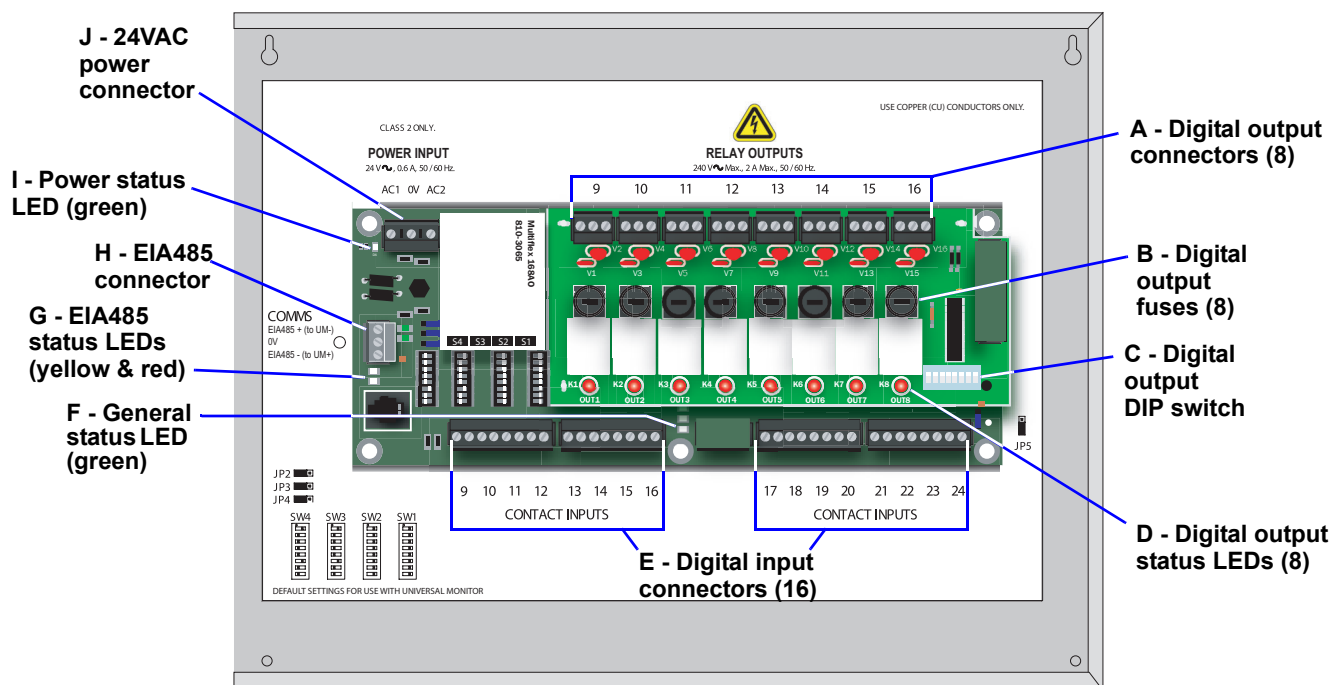 J - 24VAC
power
connector
I - Power status
LED (green)
H - EIA485
connector
G - EIA485
status LEDs
(yellow & red)
F - General
status LED
(green)
A - Digital output
connectors (8)
B - Digital
output
fuses (8)
C - Digital
output
DIP switch
D - Digital output
status LEDs (8)
E - Digital input
connectors (16)
USE COPPER (CU) CONDUCTORS ONLY.
CLASS 2 ONLY.
POWER INPUT
24 V , 0.6 A, 50 / 60 Hz.
AC1 0V AC2
RELAY OUTPUTS
240 V Max., 2 A Max., 50 / 60 Hz.
9 10 11 12 13 14 15 16
Multiflex 168AO
810-3065
V2 V4 V6 V8 V10 V12 V14 V16
V1 V3 V5 V7 V9 V11 V13 V15
COMMS
EIA485 + (to UM-)
0V
EIA485 - (to UM+)
S4 S3 S2 S1
K1 K2 K3 K4 K5 K6 K7 K8
OUT1 OUT2 OUT3 OUT4 OUT5 OUT6 OUT7 OUT8
JP5
JP2
JP3
JP4
9 10 11 12 13 14 15 16
CONTACT INPUTS
17 18 19 20 21 22 23 24
CONTACT INPUTS
SW4 SW3 SW2 SW1
DEFAULT SETTINGS FOR USE WITH UNIVERSAL MONITOR